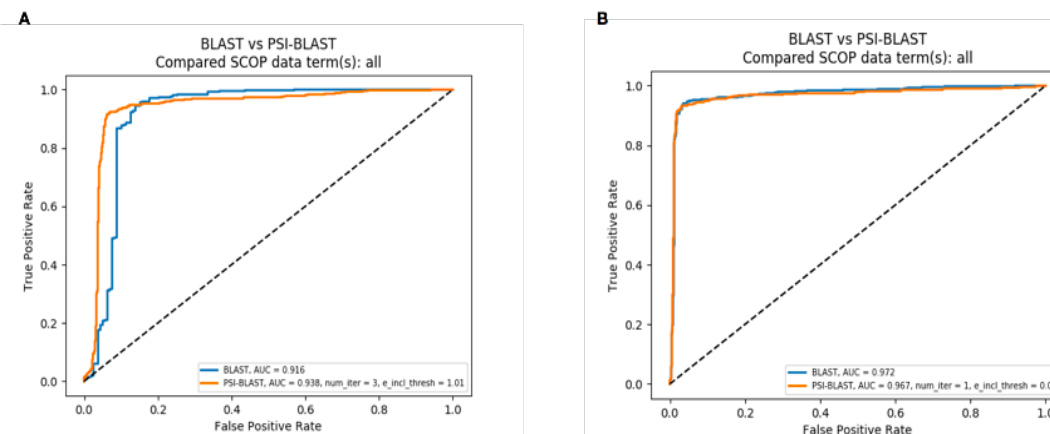 A
BLAST vs PSI-BLAST
Compared SCOP data term(s): all
True Positive Rate
1.0
0.8
0.6
0.4
0.2
0.0
BLAST, AUC = 0.916
PSI-BLAST, AUC = 0.938, num_iter = 3, e_incl_thresh = 1.01
0.0 0.2 0.4 0.6 0.8 1.0
False Positive Rate
B
BLAST vs PSI-BLAST
Compared SCOP data term(s): all
True Positive Rate
1.0
0.8
0.6
0.4
0.2
0.0
BLAST, AUC = 0.972
PSI-BLAST, AUC = 0.967, num_iter = 1, e_incl_thresh = 0.0
0.0 0.2 0.4 0.6 0.8 1.0
False Positive Rate